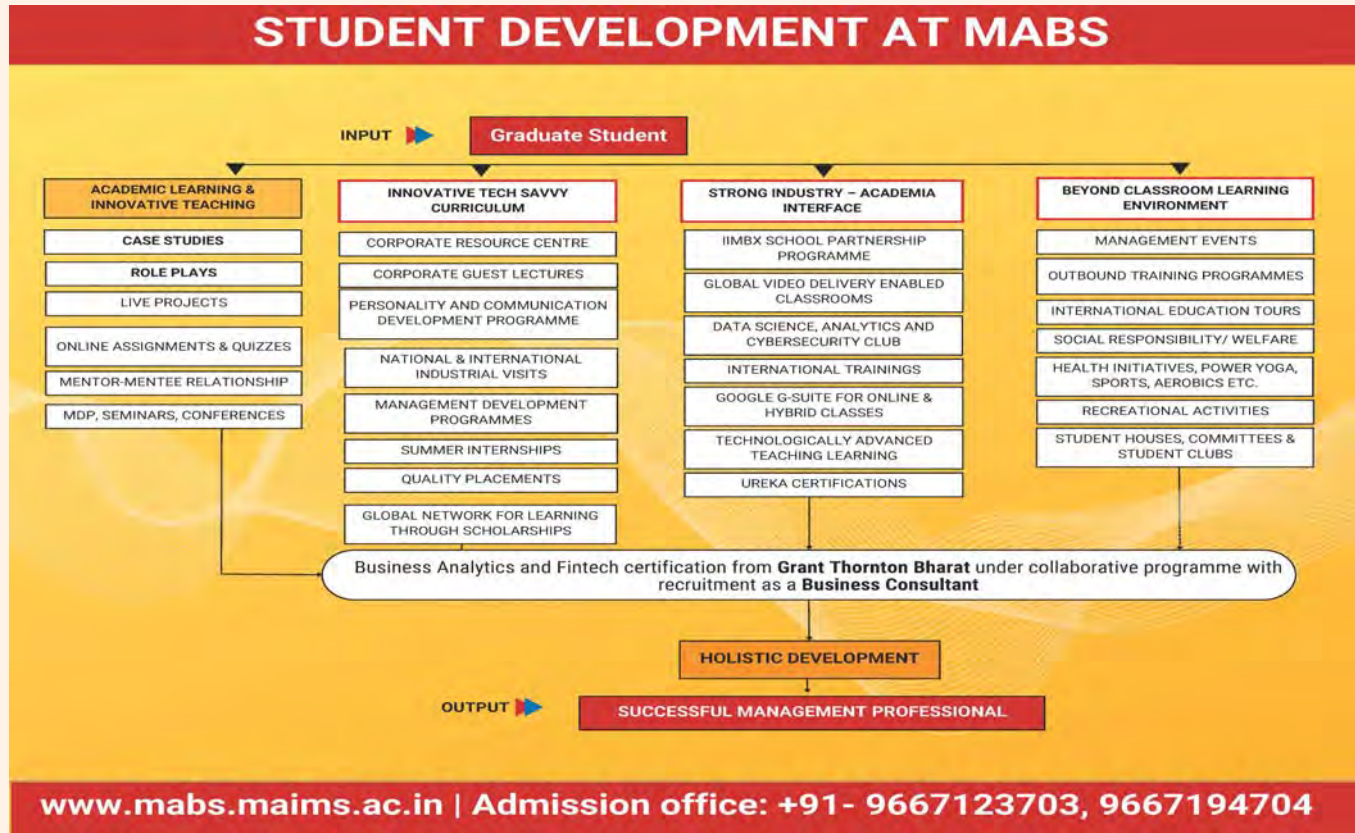 STUDENT DEVELOPMENT AT MABS
INPUT
Graduate Student
ACADEMIC LEARNING &
INNOVATIVE TEACHING
CASE STUDIES
ROLE PLAYS
LIVE PROJECTS
ONLINE ASSIGNMENTS & QUIZZES
MENTOR-MENTEE RELATIONSHIP
MDP, SEMINARS, CONFERENCES
INNOVATIVE TECH SAVVY
CURRICULUM
CORPORATE RESOURCE CENTRE
CORPORATE GUEST LECTURES
PERSONALITY AND COMMUNICATION
DEVELOPMENT PROGRAMME
NATIONAL & INTERNATIONAL
INDUSTRIAL VISITS
MANAGEMENT DEVELOPMENT
PROGRAMMES
SUMMER INTERNSHIPS
QUALITY PLACEMENTS
GLOBAL NETWORK FOR LEARNING
THROUGH SCHOLARSHIPS
STRONG INDUSTRY – ACADEMIA
INTERFACE
IIMBX SCHOOL PARTNERSHIP
PROGRAMME
GLOBAL VIDEO DELIVERY ENABLED
CLASSROOMS
DATA SCIENCE, ANALYTICS AND
CYBERSECURITY CLUB
INTERNATIONAL TRAININGS
GOOGLE G-SUITE FOR ONLINE &
HYBRID CLASSES
TECHNOLOGICALLY ADVANCED
TEACHING LEARNING
UREKA CERTIFICATIONS
BEYOND CLASSROOM LEARNING
ENVIRONMENT
MANAGEMENT EVENTS
OUTBOUND TRAINING PROGRAMMES
INTERNATIONAL EDUCATION TOURS
SOCIAL RESPONSIBILITY/ WELFARE
HEALTH INITIATIVES, POWER YOGA,
SPORTS, AEROBICS ETC.
RECREATIONAL ACTIVITIES
STUDENT HOUSES, COMMITTEES &
STUDENT CLUBS
Business Analytics and Fintech certification from Grant Thornton Bharat under collaborative programme with
recruitment as a Business Consultant
HOLISTIC DEVELOPMENT
OUTPUT
SUCCESSFUL MANAGEMENT PROFESSIONAL
www.mabs.maims.ac.in | Admission office: +91- 9667123703, 9667194704